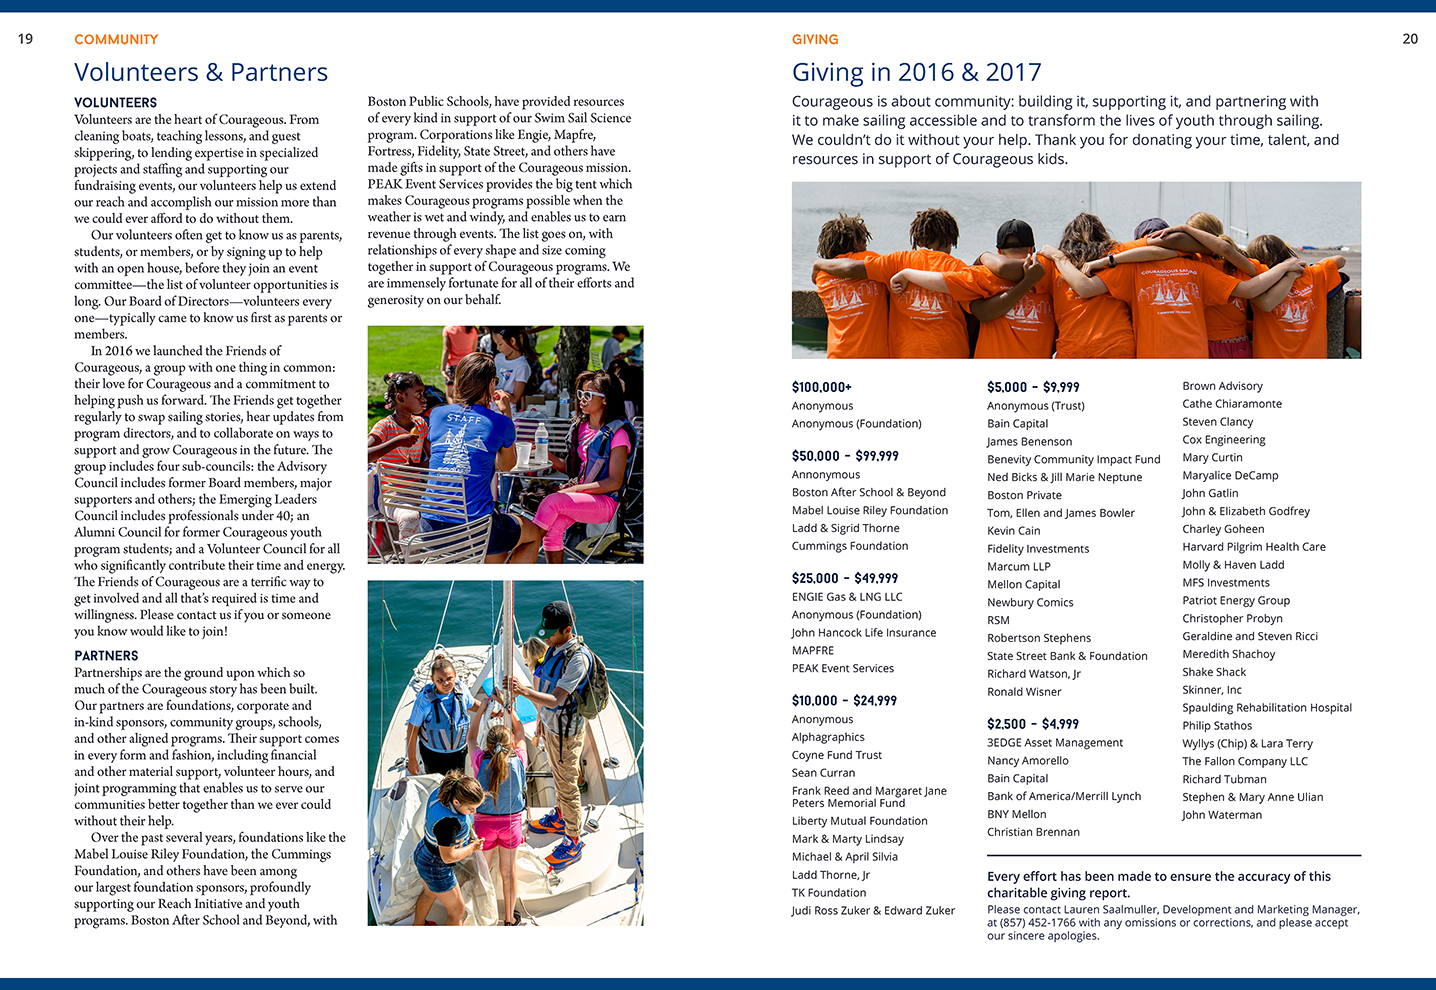 19
COMMUNITY
Volunteers & Partners
VOLUNTEERS
Volunteers are the heart of Courageous. From
cleaning boats, teaching lessons, and guest
skippering, to lending expertise in specialized
projects and staffing and supporting our
fundraising events, our volunteers help us extend
our reach and accomplish our mission more than
we could ever afford to do without them.
Our volunteers often get to know us as parents,
students, or members, or by signing up to help
with an open house, before they join an event
committee—the list of volunteer opportunities is
long. Our Board of Directors—volunteers every
one—typically came to know us first as parents or
members.
In 2016 we launched the Friends of
Courageous, a group with one thing in common:
their love for Courageous and a commitment to
helping push us forward. The Friends get together
regularly to swap sailing stories, hear updates from
program directors, and to collaborate on ways to
support and grow Courageous in the future. The
group includes four sub-councils: the Advisory
Council includes former Board members, major
supporters and others; the Emerging Leaders
Council includes professionals under 40; an
Alumni Council for former Courageous youth
program students; and a Volunteer Council for all
who significantly contribute their time and energy.
The Friends of Courageous are a terrific way to
get involved and all that's required is time and
willingness. Please contact us if you or someone
you know would like to join!
PARTNERS
Partnerships are the ground upon which so
much of the Courageous story has been built.
Our partners are foundations, corporate and
in-kind sponsors, community groups, schools,
and other aligned programs. Their support comes
in every form and fashion, including financial
and other material support, volunteer hours, and
joint programming that enables us to serve our
communities better together than we ever could
without their help.
Over the past several years, foundations like the
Mabel Louise Riley Foundation, the Cummings
Foundation, and others have been among
our largest foundation sponsors, profoundly
supporting our Reach Initiative and youth
programs. Boston After School and Beyond, with
Boston Public Schools, have provided resources
of every kind in support of our Swim Sail Science
program. Corporations like Engie, Mapfre,
Fortress, Fidelity, State Street, and others have
made gifts in support of the Courageous mission.
PEAK Event Services provides the big tent which
makes Courageous programs possible when the
weather is wet and windy, and enables us to earn
revenue through events. The list goes on, with
relationships of every shape and size coming
together in support of Courageous programs. We
are immensely fortunate for all of their efforts and
generosity on our behalf.
STAFF
20
GIVING
Giving in 2016 & 2017
Courageous is about community: building it, supporting it, and partnering with
it to make sailing accessible and to transform the lives of youth through sailing.
We couldn't do it without your help. Thank you for donating your time, talent, and
resources in support of Courageous kids.
COURAGEOUS SAILING
$100,000+
Anonymous
Anonymous (Foundation)
$50,000 – $99,999
Annonymous
Boston After School & Beyond
Mabel Louise Riley Foundation
Ladd & Sigrid Thorne
Cummings Foundation
$25,000 – $49,999
ENGIE Gas & LNG LLC
Anonymous (Foundation)
John Hancock Life Insurance
MAPFRE
PEAK Event Services
$10,000 – $24,999
Anonymous
Alphagraphics
Coyne Fund Trust
Sean Curran
Frank Reed and Margaret Jane
Peters Memorial Fund
Liberty Mutual Foundation
Mark & Marty Lindsay
Michael & April Silvia
Ladd Thorne, Jr
TK Foundation
Judi Ross Zuker & Edward Zuker
$5,000 – $9,999
Anonymous (Trust)
Bain Capital
James Benenson
Benevity Community Impact Fund
Ned Bicks & Jill Marie Neptune
Boston Private
Tom, Ellen and James Bowler
Kevin Cain
Fidelity Investments
Marcum LLP
Mellon Capital
Newbury Comics
RSM
Robertson Stephens
State Street Bank & Foundation
Richard Watson, Jr
Ronald Wisner
$2,500 – $4,999
3EDGE Asset Management
Nancy Amorello
Bain Capital
Bank of America/Merrill Lynch
BNY Mellon
Christian Brennan
Brown Advisory
Cathe Chiaramonte
Steven Clancy
Cox Engineering
Mary Curtin
Maryalice DeCamp
John Gatlin
John & Elizabeth Godfrey
Charley Goheen
Harvard Pilgrim Health Care
Molly & Haven Ladd
MFS Investments
Patriot Energy Group
Christopher Probyn
Geraldine and Steven Ricci
Meredith Shachoy
Shake Shack
Skinner, Inc
Spaulding Rehabilitation Hospital
Philip Stathos
Wyllys (Chip) & Lara Terry
The Fallon Company LLC
Richard Tubman
Stephen & Mary Anne Ulian
John Waterman
Every effort has been made to ensure the accuracy of this
charitable giving report.
Please contact Lauren Saalmuller, Development and Marketing Manager,
at (857) 452-1766 with any omissions or corrections, and please accept
our sincere apologies.